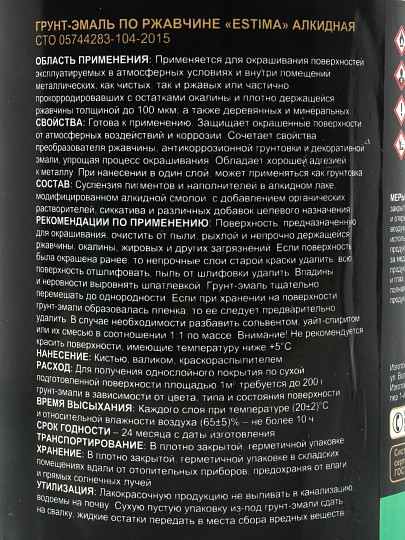 ГРУНТ-ЭМАЛЬ ПО РЖАВЧИНЕ «ESTIMA» АЛКИДНАЯ
СТО 05744283-104-2015
ОБЛАСТЬ ПРИМЕНЕНИЯ: Применяется для окрашивания поверхностей
эксплуатируемых в атмосферных условиях и внутри помещений
металлических, как чистых, так и ржавых или частично
прокорродировавших с остатками окалины и плотно держащейся
ржавчины толщиной до 100 мкм, а также деревянных и минеральных.
СВОЙСТВА: Готова к применению. Защищает окрашенные поверхности
от атмосферных воздействий и коррозии. Сочетает свойства
преобразователя ржавчины, антикоррозионной грунтовки и декоративной
эмали, упрощая процесс окрашивания. Обладает хорошей адгезией
к металлу. При нанесении в один слой, может применяться как грунтовка
СОСТАВ: Суспензия пигментов и наполнителей в алкидном лаке,
модифицированном алкидной смолой, с добавлением органических
растворителей, сиккатива и различных добавок целевого назначения
РЕКОМЕНДАЦИИ ПО ПРИМЕНЕНИЮ: Поверхность, предназначенную
для окрашивания, очистить от пыли, рыхлой и непрочно держащейся
ржавчины, окалины, жировых и других загрязнений. Если поверхность
была окрашена ранее, то непрочные слои старой краски удалить, всю
поверхность отшлифовать, пыль от шлифовки удалить. Впадины
и неровности выровнять шпатлевкой. Грунт-эмаль тщательно
перемешать до однородности. Если при хранении на поверхности
грунт-эмали образовалась пленка, то ее следует предварительно
удалить. В случае необходимости разбавить сольвентом, уайт-спиритом
или их смесью в соотношении 1:1 по массе. Внимание! Не рекомендуется
красить поверхности, имеющие температуру ниже +5°С.
НАНЕСЕНИЕ: Кистью, валиком, краскораспылителем.
РАСХОД: Для получения однослойного покрытия по сухой
подготовленной поверхности площадью 1м² требуется до 200 г
грунт-эмали в зависимости от цвета, типа и состояния поверхности
ВРЕМЯ ВЫСЫХАНИЯ: Каждого слоя при температуре (20±2)°С
и относительной влажности воздуха (65±5)% – не более 10 ч
СРОК ГОДНОСТИ – 24 месяца с даты изготовления
ТРАНСПОРТИРОВАНИЕ: В плотно закрытой, герметичной упаковке
ХРАНЕНИЕ: В плотно закрытой, герметичной упаковке в складских
помещениях вдали от отопительных приборов, предохраняя от влаги
и прямых солнечных лучей
УТИЛИЗАЦИЯ: Лакокрасочную продукцию не выливать в канализацию,
водоемы на почву. Сухую пустую упаковку из-под грунт-эмали сдать
на свалку, жидкие остатки передать в места сбора вредных веществ.
МЕРЫ